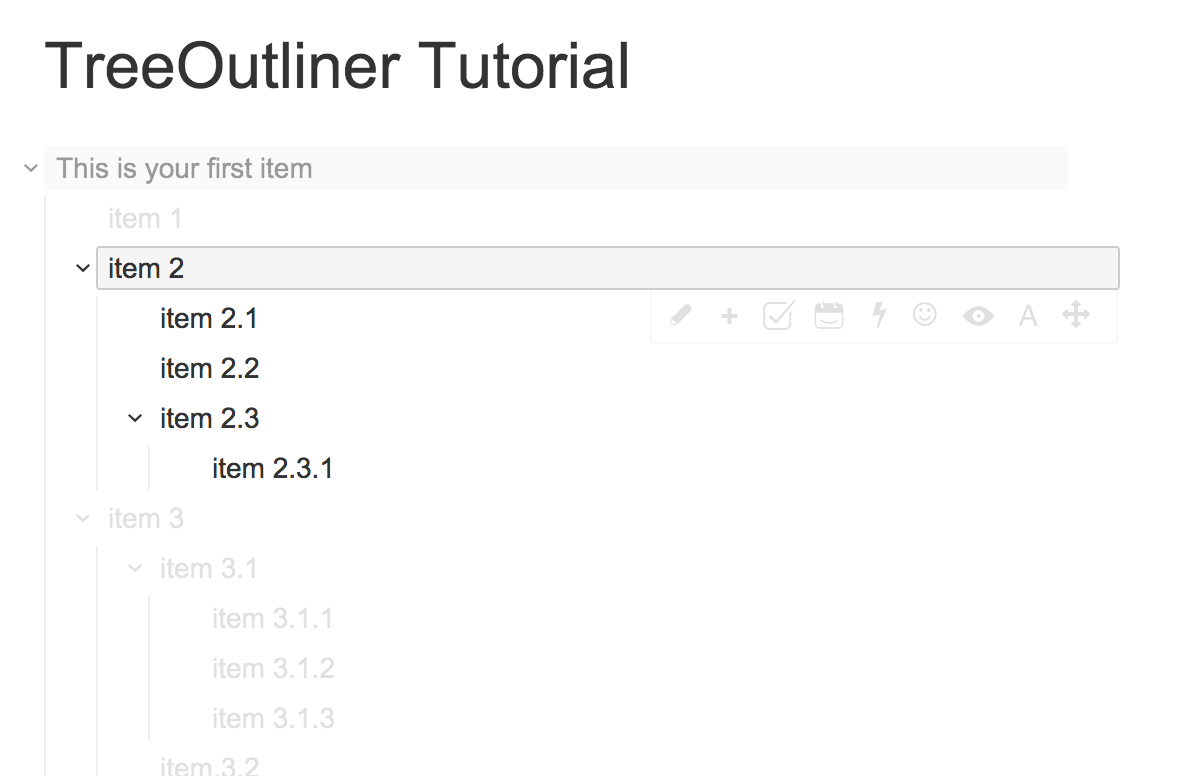 TreeOutliner Tutorial
This is your first item
item 1
item 2
item 2.1
item 2.2
item 2.3
item 2.3.1
item 3
item 3.1
item 3.1.1
item 3.1.2
item 3.1.3
item 3.2